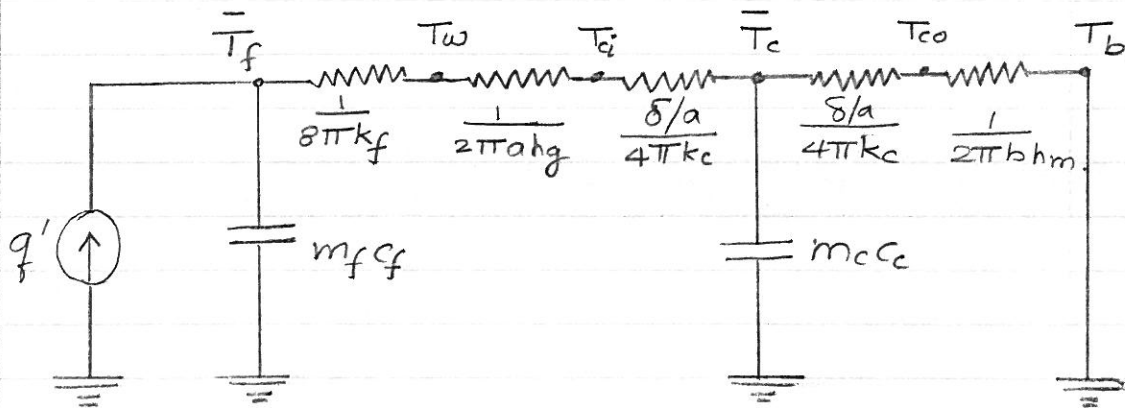 T̄f Tw Tci T̄c Tco Tb
1/8πkf 1/2πahg δ/a/4πkc δ/a/4πkc 1/2πbhm
q' mfcf mccc